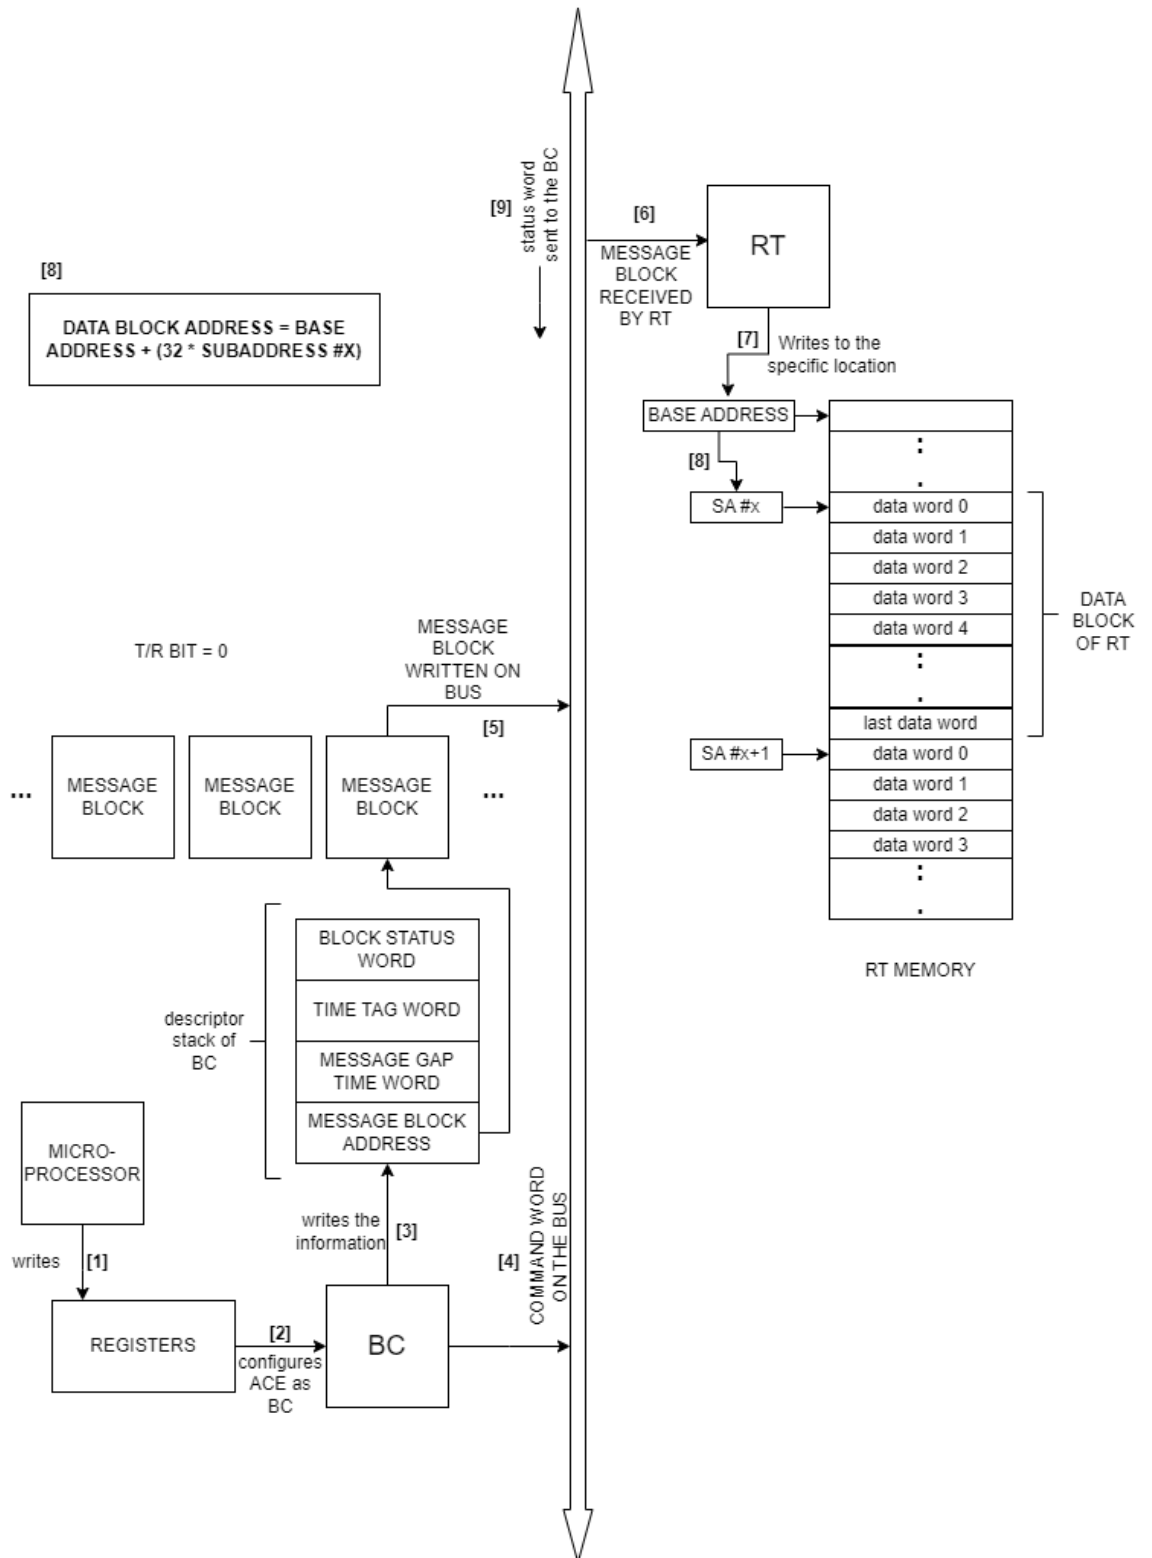 [9]
status word
sent to the BC
[6]
MESSAGE
BLOCK
RECEIVED
BY RT
RT
[8]
DATA BLOCK ADDRESS = BASE
ADDRESS + (32 * SUBADDRESS #X)
[7]
Writes to the
specific location
BASE ADDRESS
:
.
[8]
SA #x
data word 0
data word 1
data word 2
data word 3
data word 4
:
.
last data word
DATA
BLOCK
OF RT
SA #x+1
data word 0
data word 1
data word 2
data word 3
:
.
RT MEMORY
T/R BIT = 0
MESSAGE
BLOCK
WRITTEN ON
BUS
[5]
...
MESSAGE
BLOCK
MESSAGE
BLOCK
MESSAGE
BLOCK
...
descriptor
stack of
BC
BLOCK STATUS
WORD
TIME TAG WORD
MESSAGE GAP
TIME WORD
MESSAGE BLOCK
ADDRESS
MICRO-
PROCESSOR
writes
[1]
REGISTERS
[2]
configures
ACE as
BC
writes the
information
[3]
BC
[4]
COMMAND WORD
ON THE BUS